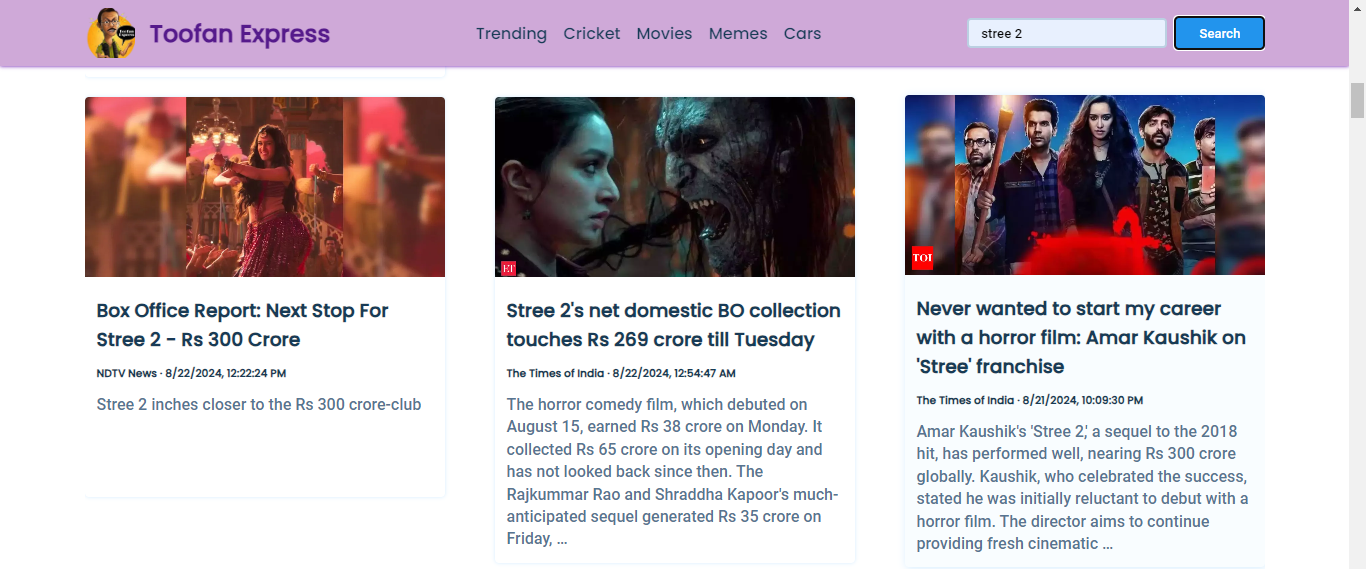 Toofan Express
Trending Cricket Movies Memes Cars
stree 2
Search
Box Office Report: Next Stop For
Stree 2 - Rs 300 Crore
NDTV News · 8/22/2024, 12:22:24 PM
Stree 2 inches closer to the Rs 300 crore-club
ET
Stree 2's net domestic BO collection
touches Rs 269 crore till Tuesday
The Times of India · 8/22/2024, 12:54:47 AM
The horror comedy film, which debuted on
August 15, earned Rs 38 crore on Monday. It
collected Rs 65 crore on its opening day and
has not looked back since then. The
Rajkummar Rao and Shraddha Kapoor's much-
anticipated sequel generated Rs 35 crore on
Friday, …
TOI
Never wanted to start my career
with a horror film: Amar Kaushik on
'Stree' franchise
The Times of India · 8/21/2024, 10:09:30 PM
Amar Kaushik's 'Stree 2,' a sequel to the 2018
hit, has performed well, nearing Rs 300 crore
globally. Kaushik, who celebrated the success,
stated he was initially reluctant to debut with a
horror film. The director aims to continue
providing fresh cinematic …